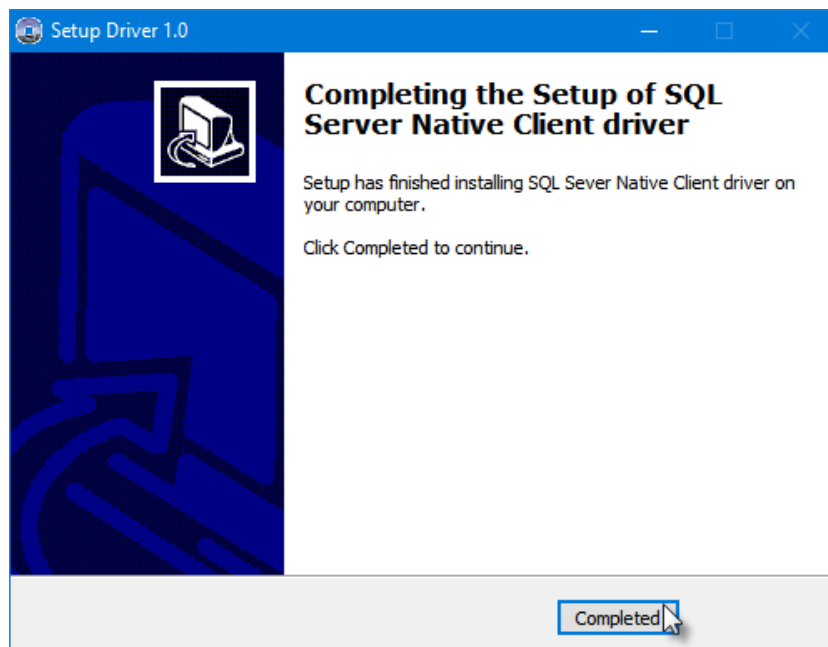 Setup Driver 1.0
Completing the Setup of SQL
Server Native Client driver
Setup has finished installing SQL Sever Native Client driver on
your computer.
Click Completed to continue.
Completed